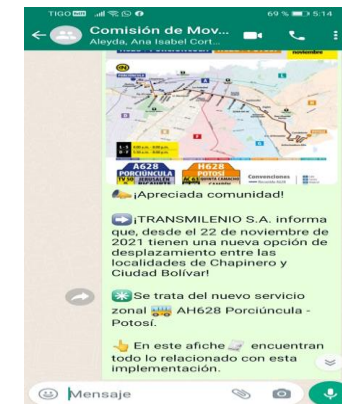 TIGO 69 % 5:14
Comisión de Mov...
Aleyda, Ana Isabel Cort...
noviembre
A628 H628
PORCIÚNCULA POTOSÍ
Convenciones
¡Apreciada comunidad!
¡TRANSMILENIO S.A. informa
que, desde el 22 de noviembre de
2021 tienen una nueva opción de
desplazamiento entre las
localidades de Chapinero y
Ciudad Bolívar!
Se trata del nuevo servicio
zonal AH628 Porciúncula -
Potosí.
En este afiche encuentran
todo lo relacionado con esta
implementación.
Mensaje